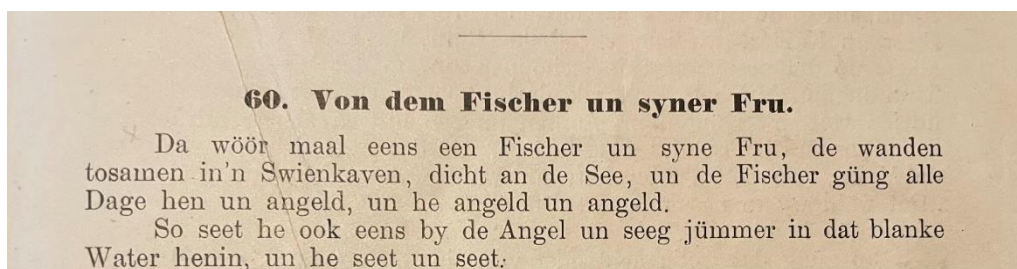 60. Von dem Fischer un syner Fru.
Da wöör maal eens een Fischer un syne Fru, de wanden
tosamen in'n Swienkaven, dicht an de See, un de Fischer güng alle
Dage hen un angeld, un he angeld un angeld.
So seet he ook eens by de Angel un seeg jümmer in dat blanke
Water henin, un he seet un seet.